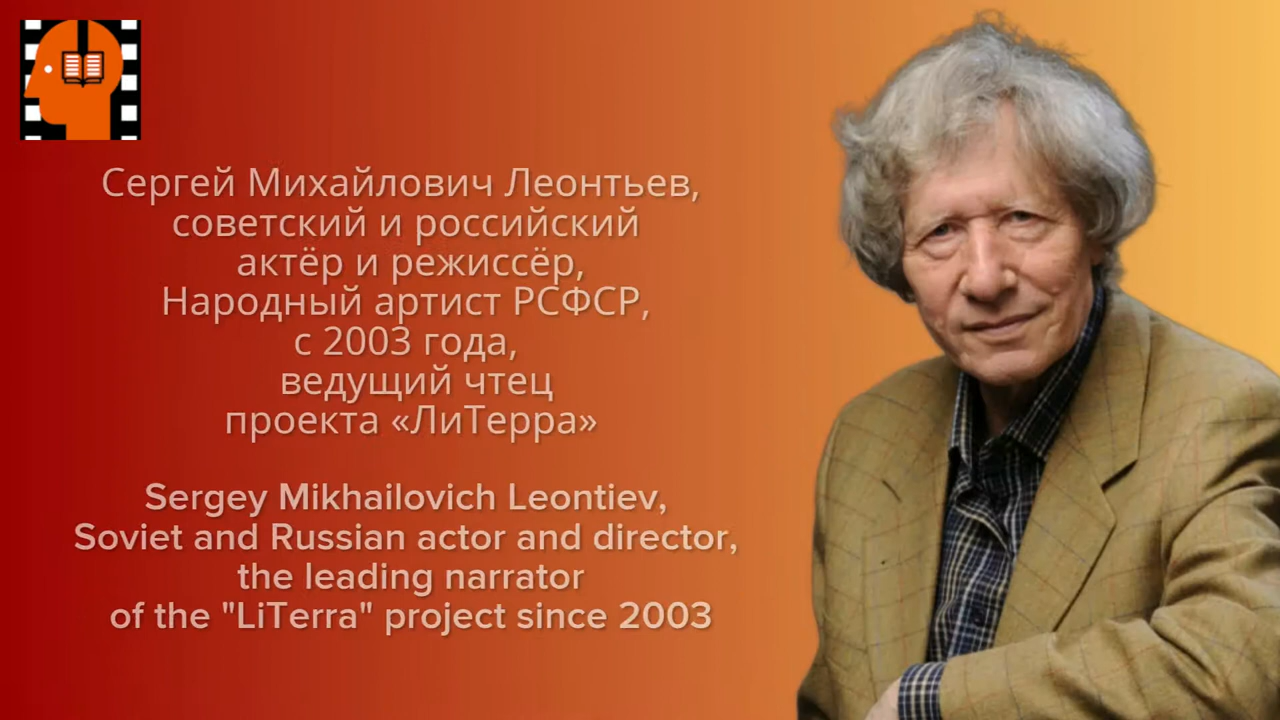 Сергей Михайлович Леонтьев,
советский и российский
актёр и режиссёр,
Народный артист РСФСР,
с 2003 года,
ведущий чтец
проекта «ЛиТерра»
Sergey Mikhailovich Leontiev,
Soviet and Russian actor and director,
the leading narrator
of the "LiTerra" project since 2003